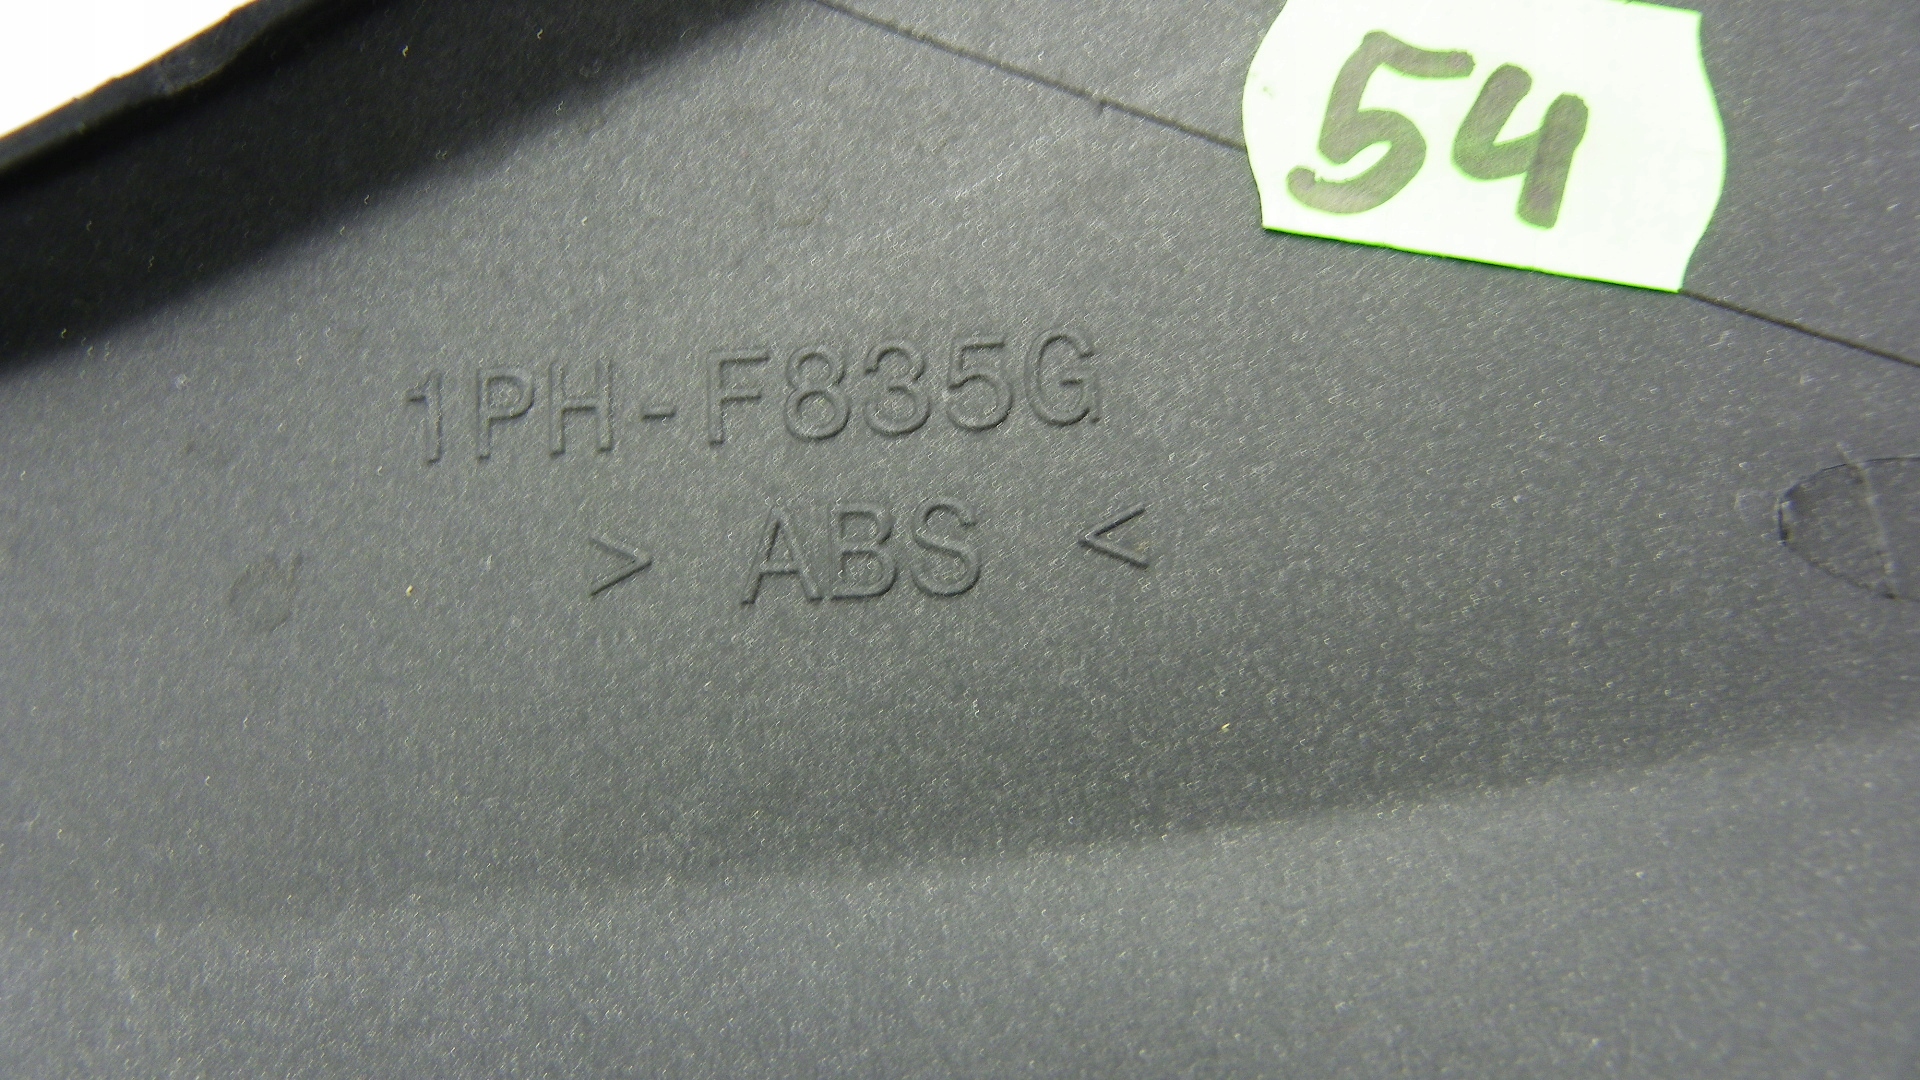 54
1PH-F835G
> ABS <